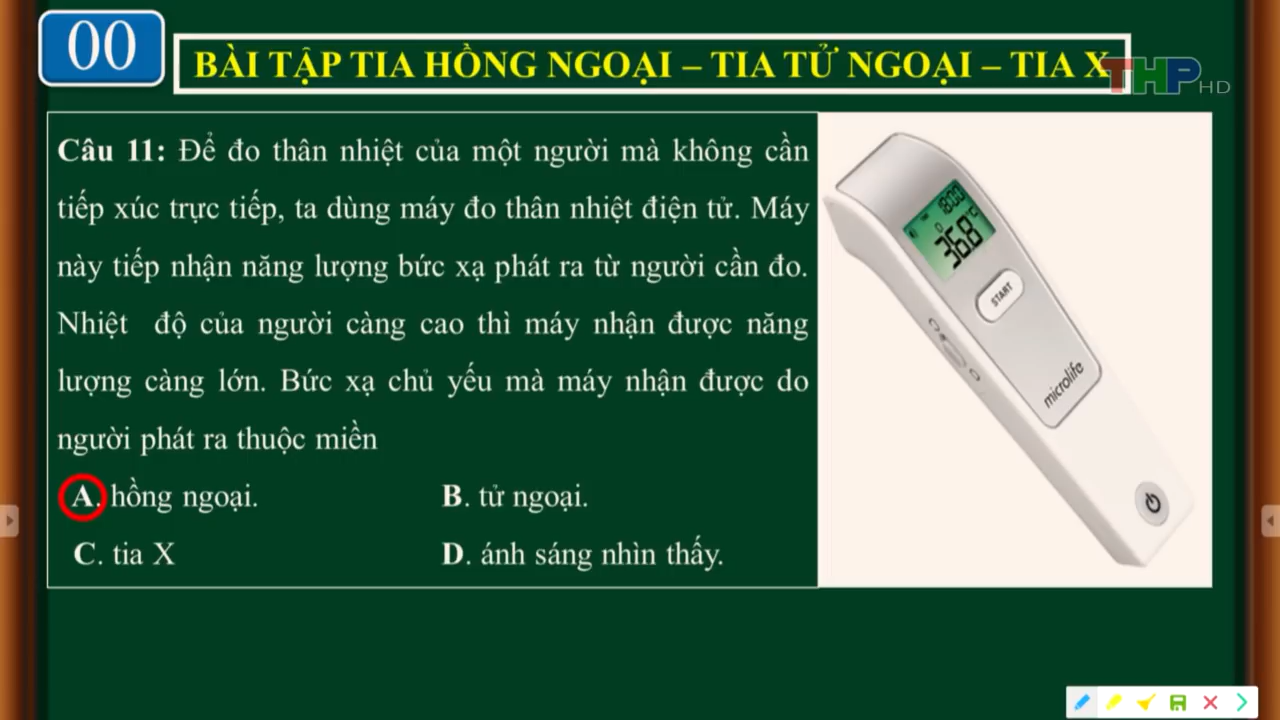 00
BÀI TẬP TIA HỒNG NGOẠI – TIA TỬ NGOẠI – TIA X
THP HD
Câu 11: Để đo thân nhiệt của một người mà không cần
tiếp xúc trực tiếp, ta dùng máy đo thân nhiệt điện tử. Máy
này tiếp nhận năng lượng bức xạ phát ra từ người cần đo.
Nhiệt độ của người càng cao thì máy nhận được năng
lượng càng lớn. Bức xạ chủ yếu mà máy nhận được do
người phát ra thuộc miền
A. hồng ngoại.
B. tử ngoại.
C. tia X
D. ánh sáng nhìn thấy.
36.8°C
START
microlife